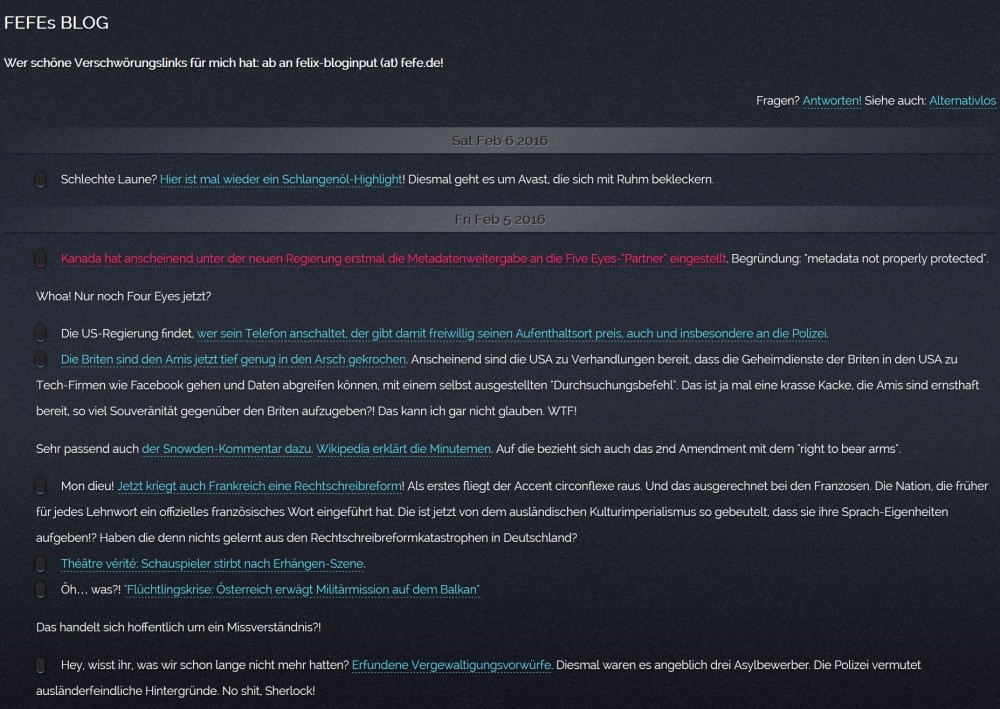 FEFEs BLOG
Wer schöne Verschwörungslinks für mich hat: ab an felix-bloginput (at) fefe.de!
Fragen? Antworten! Siehe auch: Alternativlos
Sat Feb 6 2016
Schlechte Laune? Hier ist mal wieder ein Schlangenöl-Highlight! Diesmal geht es um Avast, die sich mit Ruhm bekleckern.
Fri Feb 5 2016
Kanada hat anscheinend unter der neuen Regierung erstmal die Metadatenweitergabe an die Five Eyes-"Partner" eingestellt. Begründung: "metadata not properly protected".
Whoa! Nur noch Four Eyes jetzt?
Die US-Regierung findet, wer sein Telefon anschaltet, der gibt damit freiwillig seinen Aufenthaltsort preis, auch und insbesondere an die Polizei.
Die Briten sind den Amis jetzt tief genug in den Arsch gekrochen. Anscheinend sind die USA zu Verhandlungen bereit, dass die Geheimdienste der Briten in den USA zu
Tech-Firmen wie Facebook gehen und Daten abgreifen können, mit einem selbst ausgestellten "Durchsuchungsbefehl". Das ist ja mal eine krasse Kacke, die Amis sind ernsthaft
bereit, so viel Souveränität gegenüber den Briten aufzugeben?! Das kann ich gar nicht glauben. WTF!
Sehr passend auch der Snowden-Kommentar dazu. Wikipedia erklärt die Minutemen. Auf die bezieht sich auch das 2nd Amendment mit dem "right to bear arms".
Mon dieu! Jetzt kriegt auch Frankreich eine Rechtschreibreform! Als erstes fliegt der Accent circonflexe raus. Und das ausgerechnet bei den Franzosen. Die Nation, die früher
für jedes Lehnwort ein offizielles französisches Wort eingeführt hat. Die ist jetzt von dem ausländischen Kulturimperialismus so gebeutelt, dass sie ihre Sprach-Eigenheiten
aufgeben!? Haben die denn nichts gelernt aus den Rechtschreibreformkatastrophen in Deutschland?
Théâtre vérité: Schauspieler stirbt nach Erhängen-Szene.
Öh... was?! "Flüchtlingskrise: Österreich erwägt Militärmission auf dem Balkan"
Das handelt sich hoffentlich um ein Missverständnis?!
Hey, wisst ihr, was wir schon lange nicht mehr hatten? Erfundene Vergewaltigungsvorwürfe. Diesmal waren es angeblich drei Asylbewerber. Die Polizei vermutet
ausländerfeindliche Hintergründe. No shit, Sherlock!